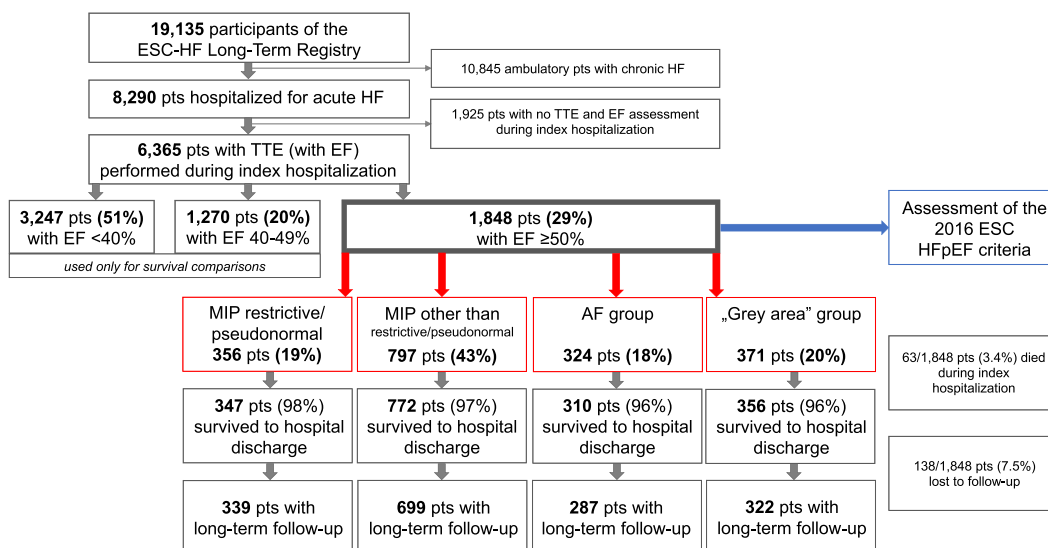 19,135 participants of the
ESC-HF Long-Term Registry
10,845 ambulatory pts with chronic HF
8,290 pts hospitalized for acute HF
1,925 pts with no TTE and EF assessment
during index hospitalization
6,365 pts with TTE (with EF)
performed during index hospitalization
3,247 pts (51%)
with EF <40%
1,270 pts (20%)
with EF 40-49%
used only for survival comparisons
1,848 pts (29%)
with EF ≥50%
Assessment of the
2016 ESC
HFpEF criteria
MIP restrictive/
pseudonormal
356 pts (19%)
MIP other than
restrictive/pseudonormal)
797 pts (43%)
AF group
324 pts (18%)
„Grey area” group
371 pts (20%)
63/1,848 pts (3.4%) died
during index
hospitalization
347 pts (98%)
survived to hospital
discharge
772 pts (97%)
survived to hospital
discharge
310 pts (96%)
survived to hospital
discharge
356 pts (96%)
survived to hospital
discharge
138/1,848 pts (7.5%)
lost to follow-up
339 pts with
long-term follow-up
699 pts with
long-term follow-up
287 pts with
long-term follow-up
322 pts with
long-term follow-up